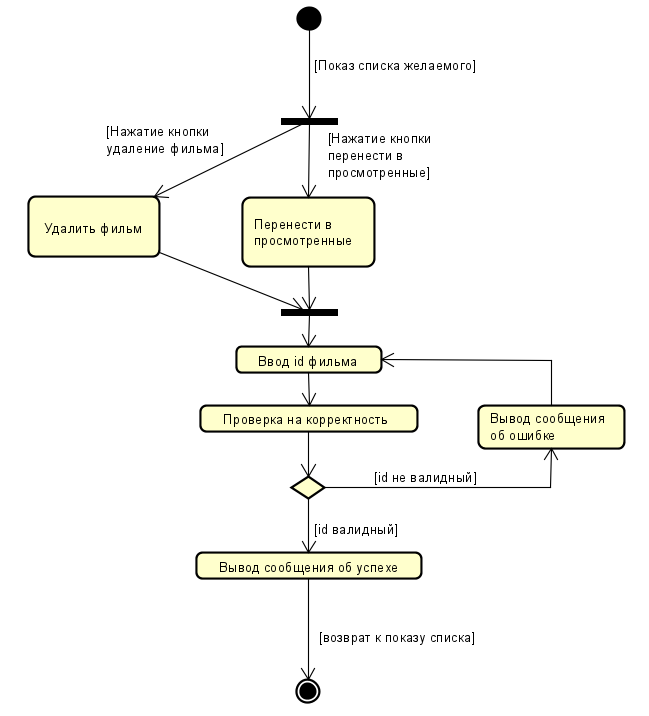 [Показ списка желаемого]
[Нажатие кнопки
удаление фильма]
[Нажатие кнопки
перенести в
просмотренные]
Удалить фильм
Перенести в
просмотренные
Ввод id фильма
Проверка на корректность
Вывод сообщения
об ошибке
[id не валидный]
[id валидный]
Вывод сообщения об успехе
[возврат к показу списка]